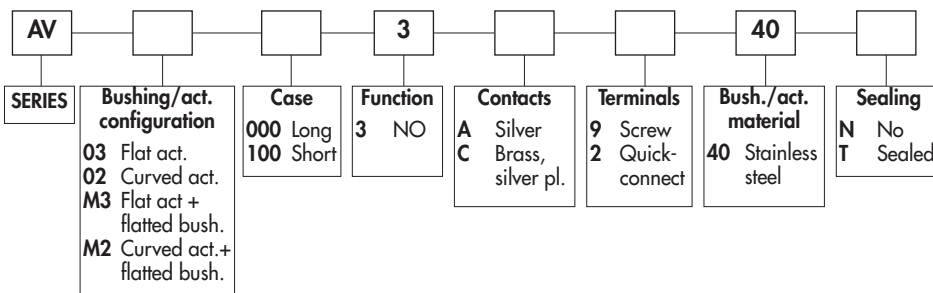 AV
3
40
SERIES
Bushing/act.
configuration
03 Flat act.
02 Curved act.
M3 Flat act +
flatted bush.
M2 Curved act.+
flatted bush.
Case
000 Long
100 Short
Function
3 NO
Contacts
A Silver
C Brass,
silver pl.
Terminals
9 Screw
2 Quick-
connect
Bush./act.
material
40 Stainless
steel
Sealing
N No
T Sealed